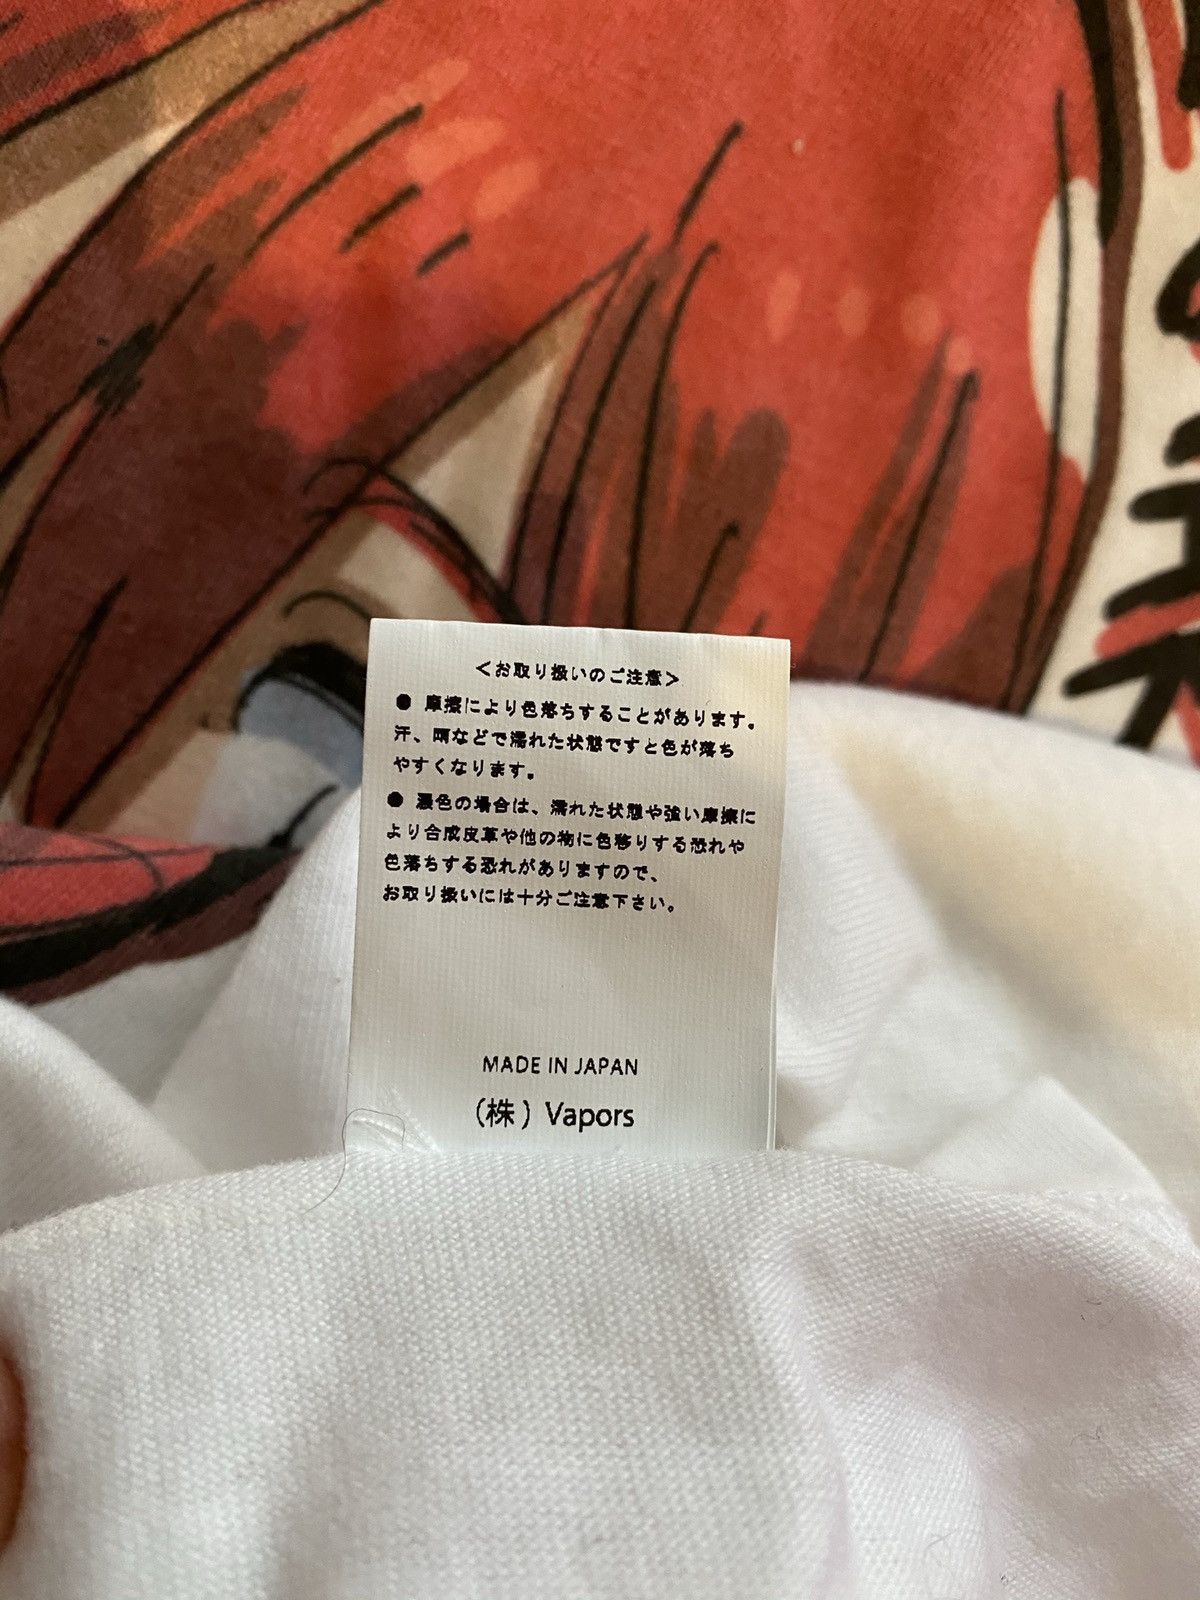 <お取り扱いのご注意>
● 摩擦により色落ちすることがあります。
汗、雨などで濡れた状態ですと色が落ち
やすくなります。
● 濃色の場合は、濡れた状態や強い摩擦に
より合成皮革や他の物に色移りする恐れや
色落ちする恐れがありますので、
お取り扱いには十分ご注意下さい。
MADE IN JAPAN
(株) Vapors